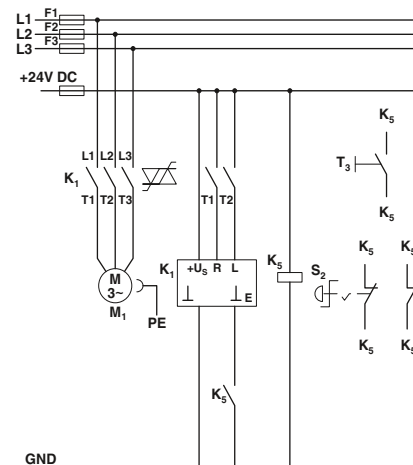 L1 F1
L2 F2
L3 F3
+24V DC
K5
L1 L2 L3
T3
K1
T1 T2 T3 T1 T2
K5
K5 K5
K1 +US R L K5 S2
M
3~
E
M1
PE
K5 K5
K5
GND